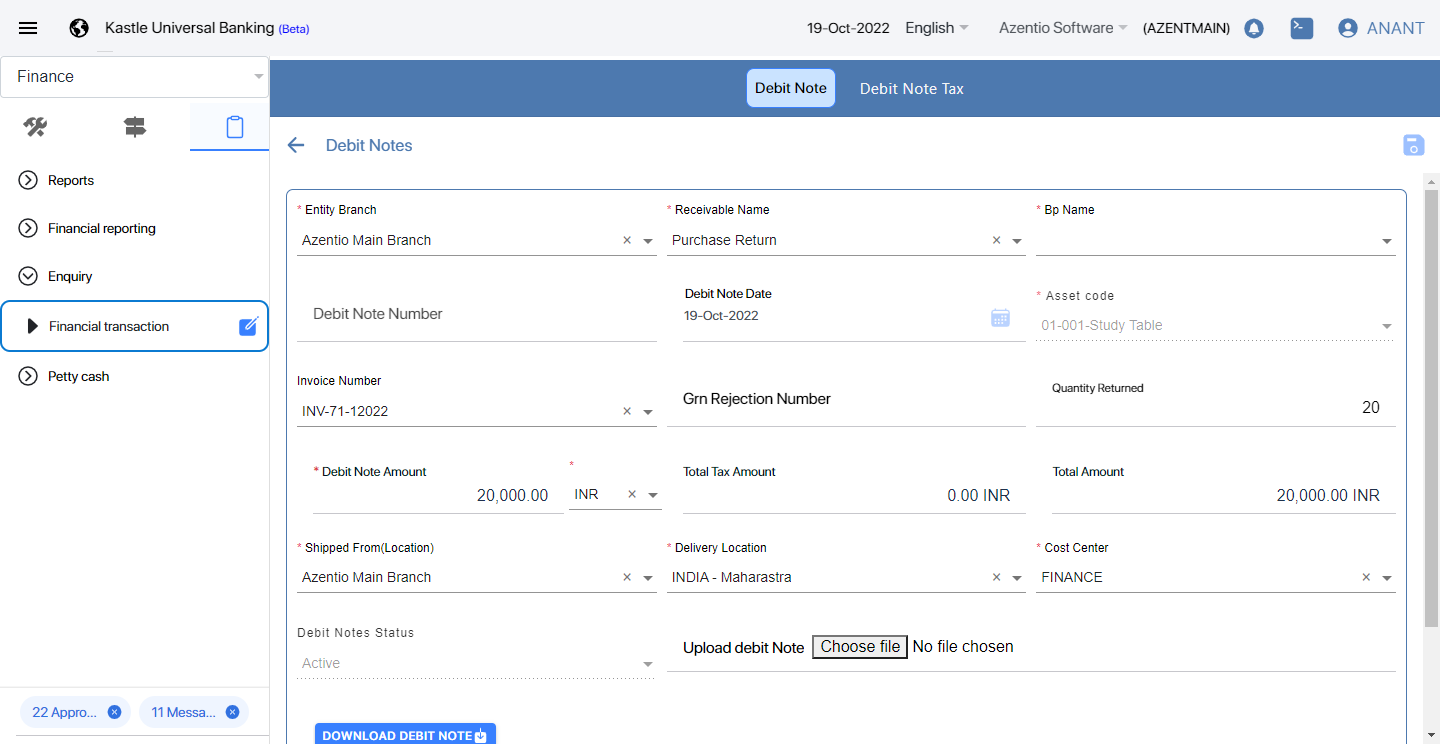 Kastle Universal Banking (Beta)
19-Oct-2022 English Azentio Software (AZENTMAIN) ANANT
Finance
Debit Note Debit Note Tax
Debit Notes
Reports
Financial reporting
Enquiry
Financial transaction
Petty cash
* Entity Branch * Receivable Name * Bp Name
Azentio Main Branch × Purchase Return ×
Debit Note Number
Debit Note Date
19-Oct-2022
* Asset code
01-001-Study Table
Invoice Number
INV-71-12022 ×
Grn Rejection Number
Quantity Returned
20
* Debit Note Amount * Total Tax Amount Total Amount
20,000.00 INR × 0.00 INR 20,000.00 INR
* Shipped From(Location) * Delivery Location * Cost Center
Azentio Main Branch × INDIA - Maharastra × FINANCE ×
Debit Notes Status
Active
Upload debit Note Choose file No file chosen
22 Appro... 11 Messa...
DOWNLOAD DEBIT NOTE